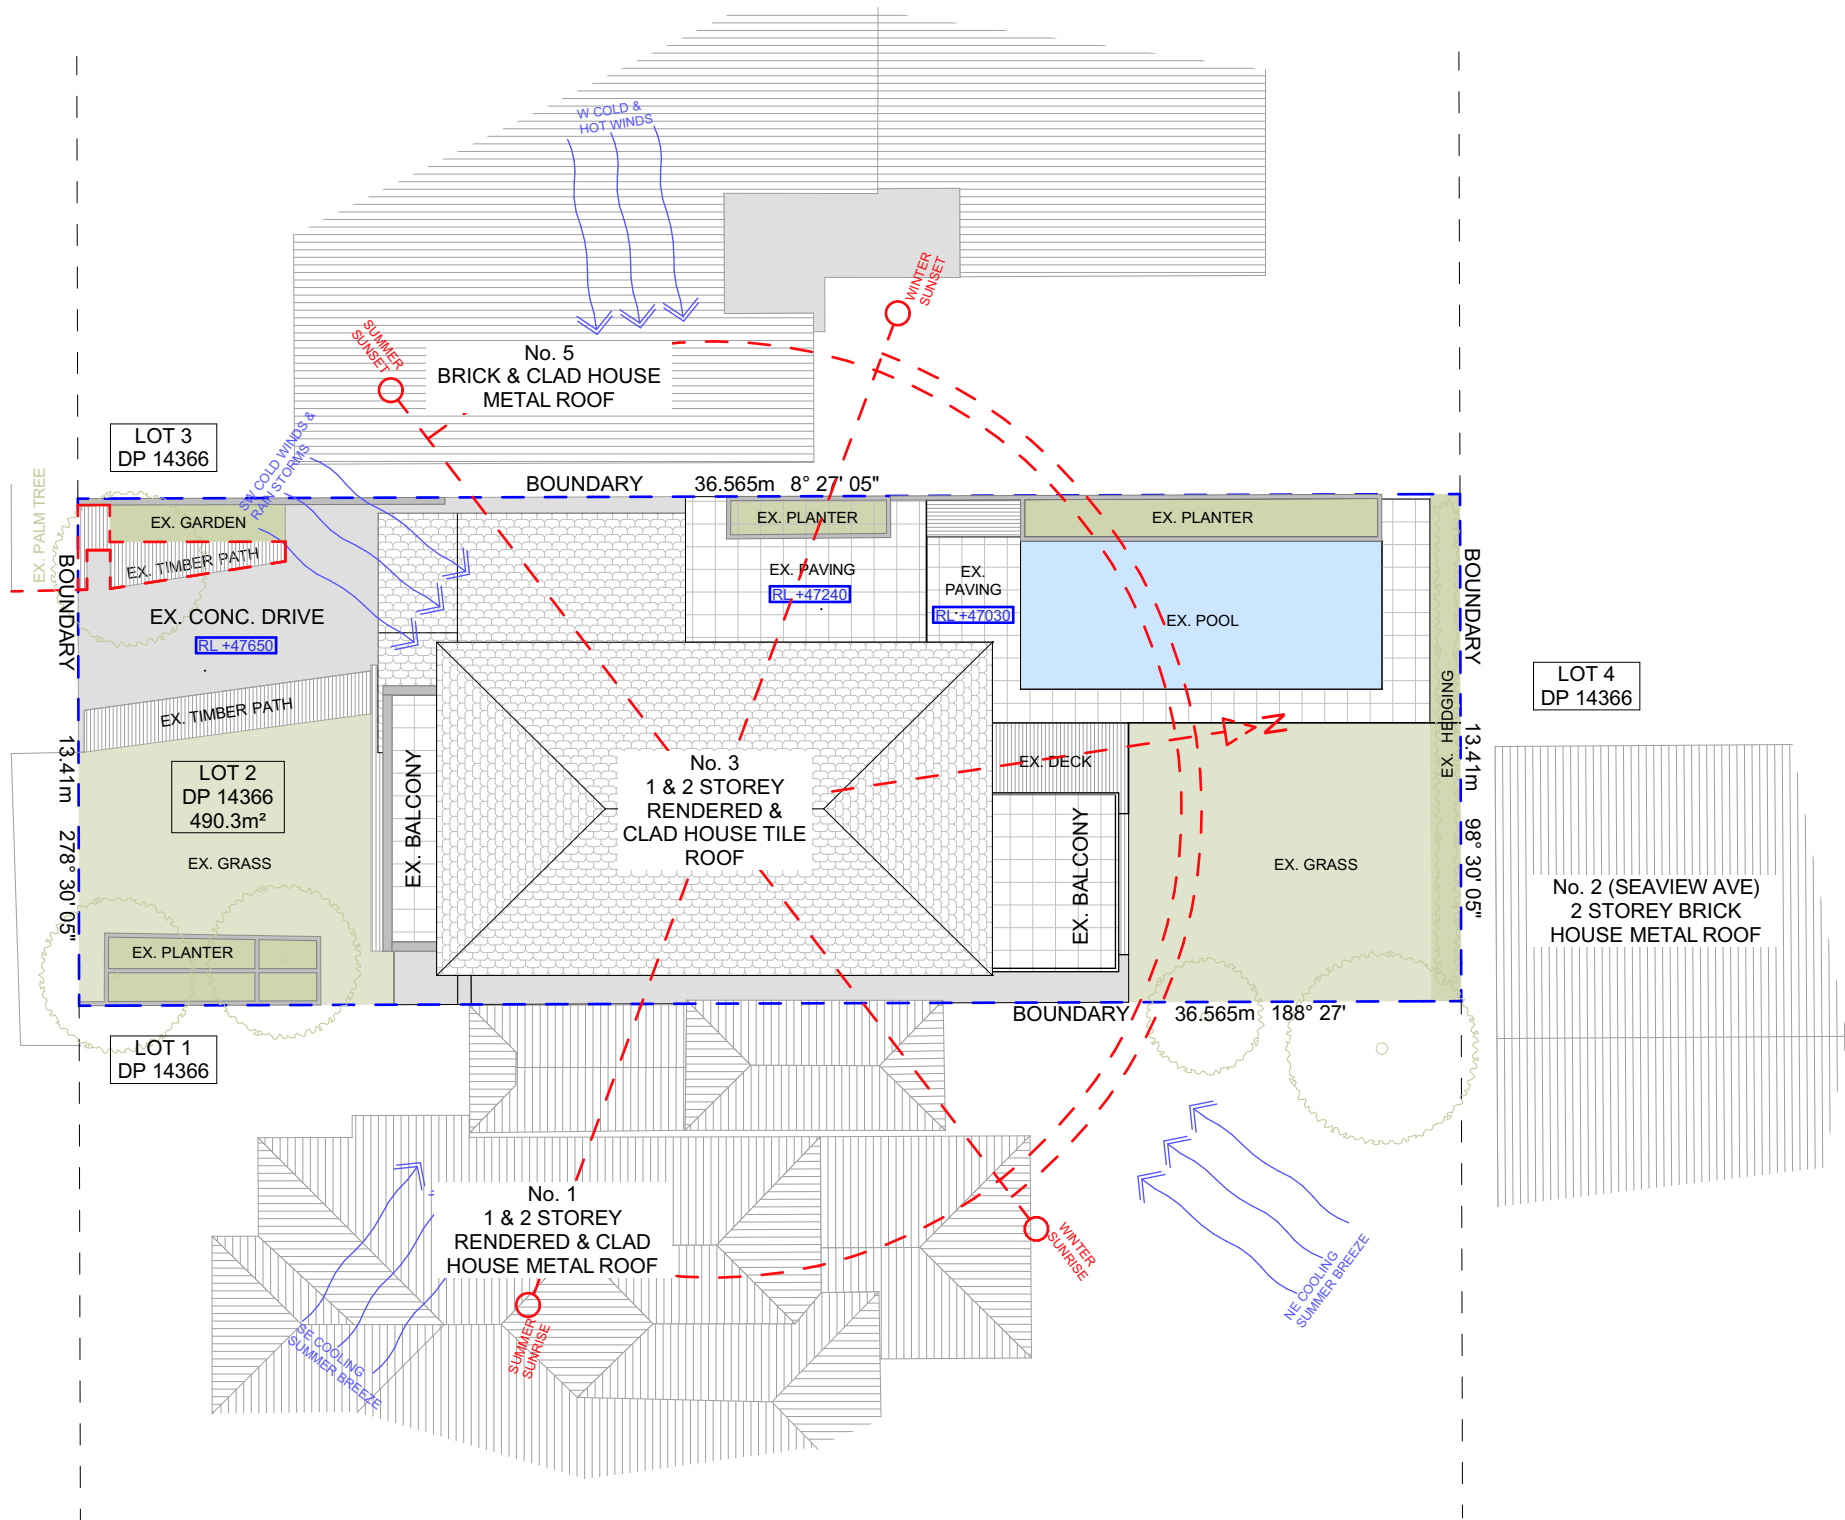 W COLD &
HOT WINDS
WINTER
SUNSET
SUMMER
SUNSET
No. 5
BRICK & CLAD HOUSE
METAL ROOF
LOT 3
DP 14366
SW COLD WINDS &
RAIN STORMS
EX. PALM TREE
BOUNDARY
36.565m 8° 27' 05"
EX. GARDEN
EX. TIMBER PATH
EX. PLANTER
EX. PLANTER
BOUNDARY
EX. CONC. DRIVE
RL +47650
EX. PAVING
RL +47240
EX.
PAVING
RL +47030
EX. POOL
BOUNDARY
EX. HEDGING
LOT 4
DP 14366
EX. TIMBER PATH
N
13.41m 278° 30' 05"
LOT 2
DP 14366
490.3m²
EX. GRASS
EX. BALCONY
No. 3
1 & 2 STOREY
RENDERED &
CLAD HOUSE TILE
ROOF
EX. DECK
EX. BALCONY
EX. GRASS
13.41m 98° 30' 05"
No. 2 (SEAVIEW AVE)
2 STOREY BRICK
HOUSE METAL ROOF
EX. PLANTER
BOUNDARY
36.565m 188° 27'
LOT 1
DP 14366
No. 1
1 & 2 STOREY
RENDERED & CLAD
HOUSE METAL ROOF
WINTER
SUNRISE
NE COOLING
SUMMER BREEZE
SE COOLING
SUMMER BREEZE
SUMMER
SUNRISE